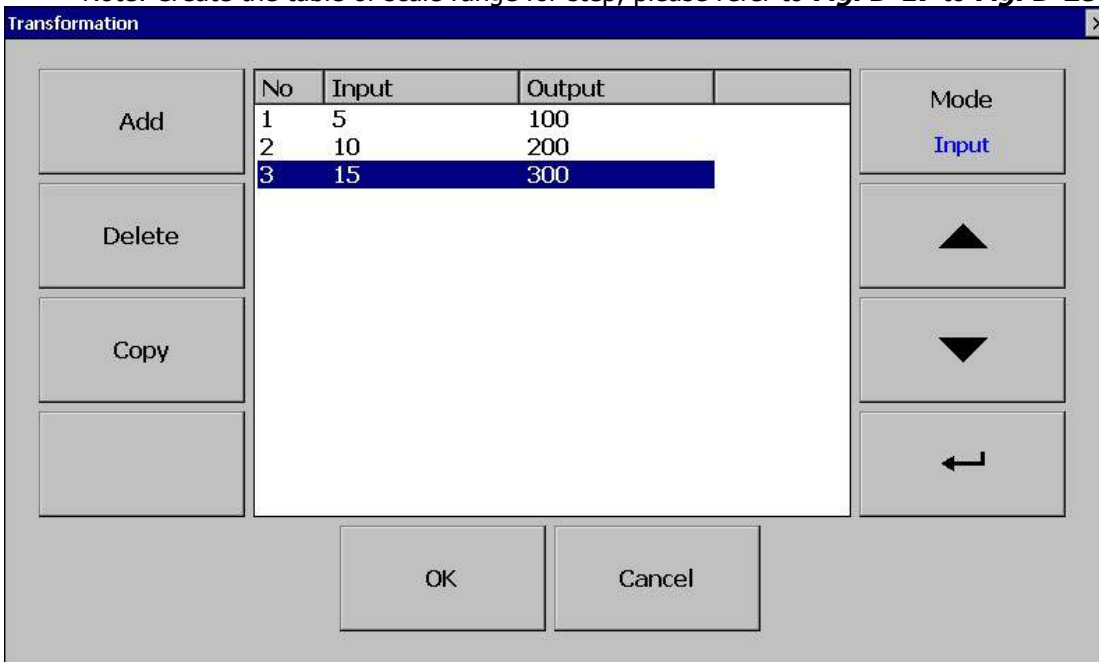 Transformation
Add
Delete
Copy
No Input Output
1 5 100
2 10 200
3 15 300
Mode
Input
OK Cancel